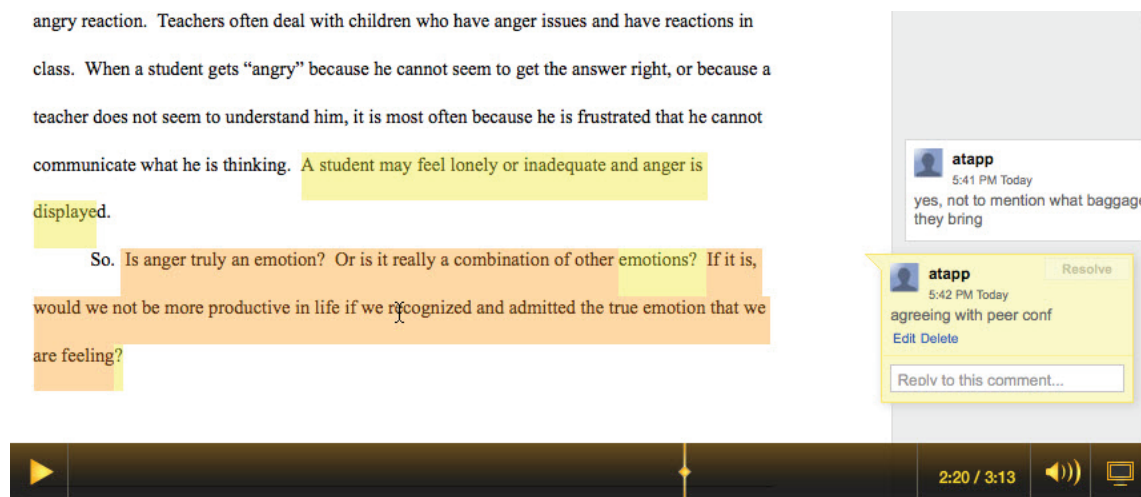 angry reaction.  Teachers often deal with children who have anger issues and have reactions in
class.  When a student gets “angry” because he cannot seem to get the answer right, or because a
teacher does not seem to understand him, it is most often because he is frustrated that he cannot
communicate what he is thinking.  A student may feel lonely or inadequate and anger is
displayed.
So.  Is anger truly an emotion?  Or is it really a combination of other emotions?  If it is,
would we not be more productive in life if we recognized and admitted the true emotion that we
are feeling?
atapp
5:41 PM Today
yes, not to mention what baggage
they bring
atapp
Resolve
5:42 PM Today
agreeing with peer conf
Edit Delete
Reply to this comment...
2:20 / 3:13